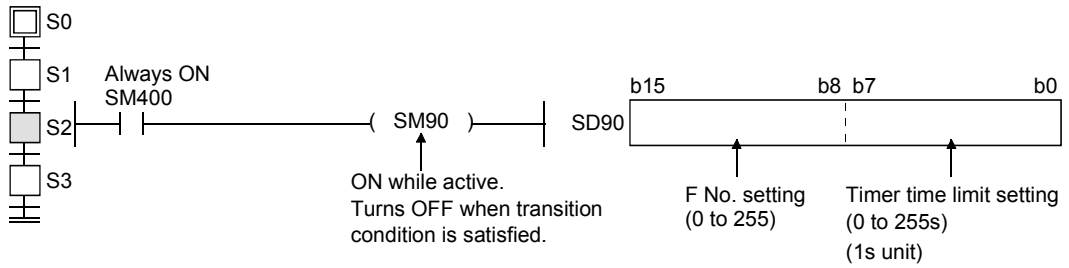 S0
S1
Always ON
SM400
S2
( SM90 )
SD90
b15 b8 b7 b0
S3
ON while active.
Turns OFF when transition
condition is satisfied.
F No. setting
(0 to 255)
Timer time limit setting
(0 to 255s)
(1s unit)